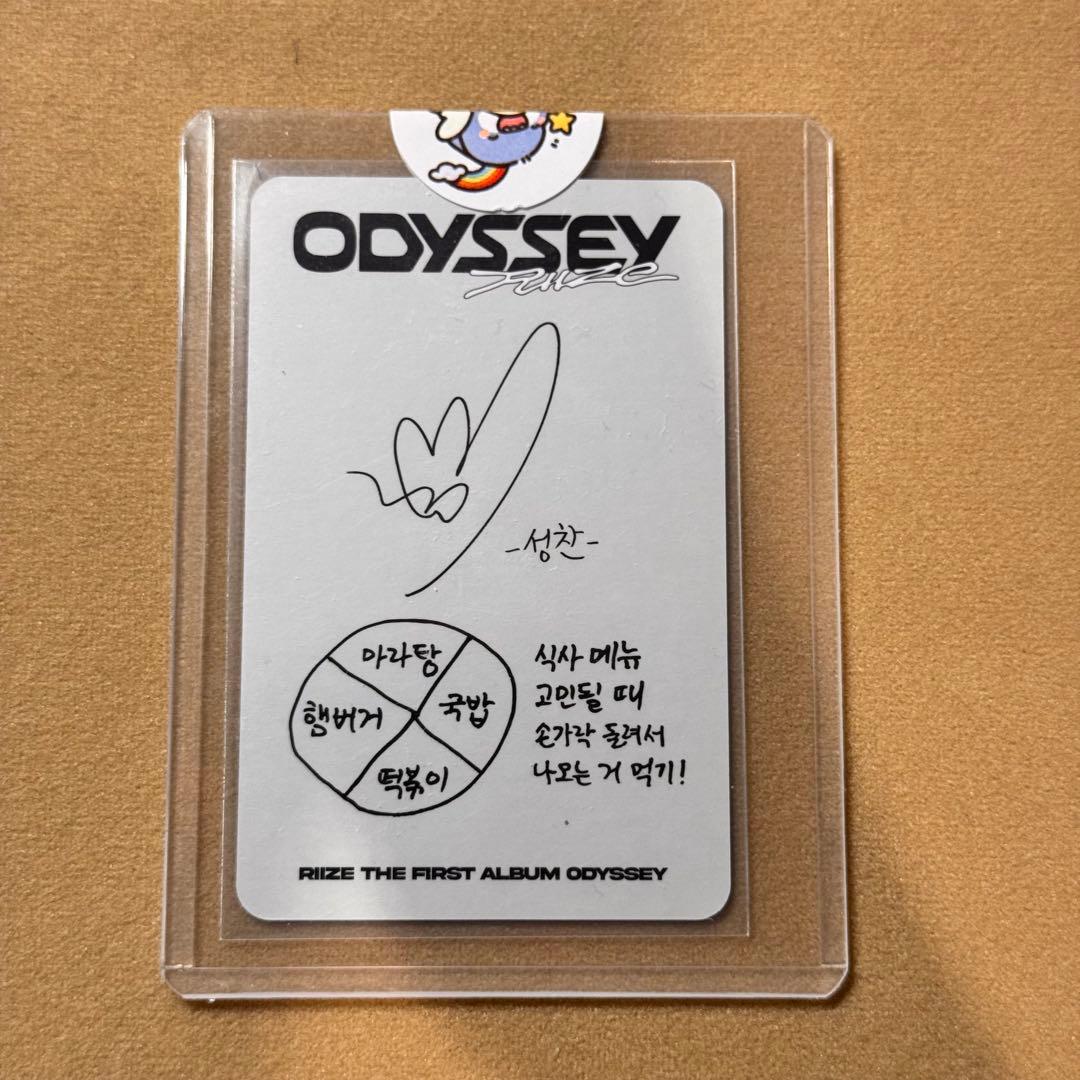 ODYSSEY
RIIZE
-성찬-
마라탕
햄버거
국밥
떡볶이
식사 메뉴
고민될 때
손가락 돌려서
나오는 거 먹기!
RIIZE THE FIRST ALBUM ODYSSEY